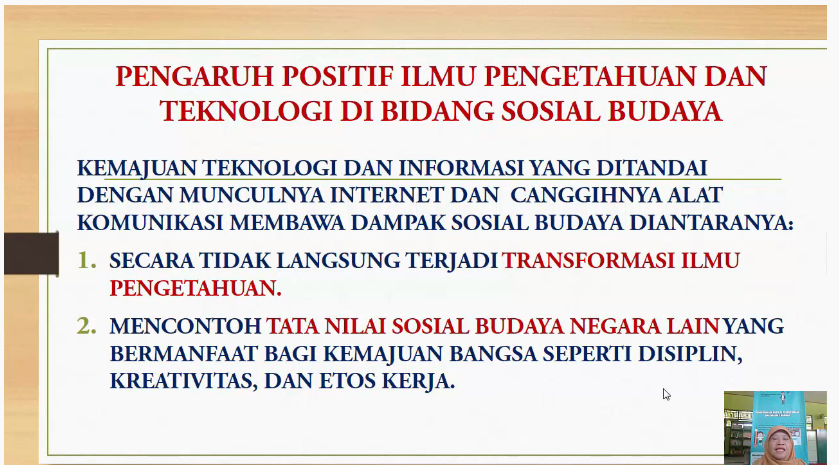 PENGARUH POSITIF ILMU PENGETAHUAN DAN
TEKNOLOGI DI BIDANG SOSIAL BUDAYA
KEMAJUAN TEKNOLOGI DAN INFORMASI YANG DITANDAI
DENGAN MUNCULNYA INTERNET DAN CANGGIHNYA ALAT
KOMUNIKASI MEMBAWA DAMPAK SOSIAL BUDAYA DIANTARANYA:
1. SECARA TIDAK LANGSUNG TERJADI TRANSFORMASI ILMU
PENGETAHUAN.
2. MENCONTOH TATA NILAI SOSIAL BUDAYA NEGARA LAIN YANG
BERMANFAAT BAGI KEMAJUAN BANGSA SEPERTI DISIPLIN,
KREATIVITAS, DAN ETOS KERJA.